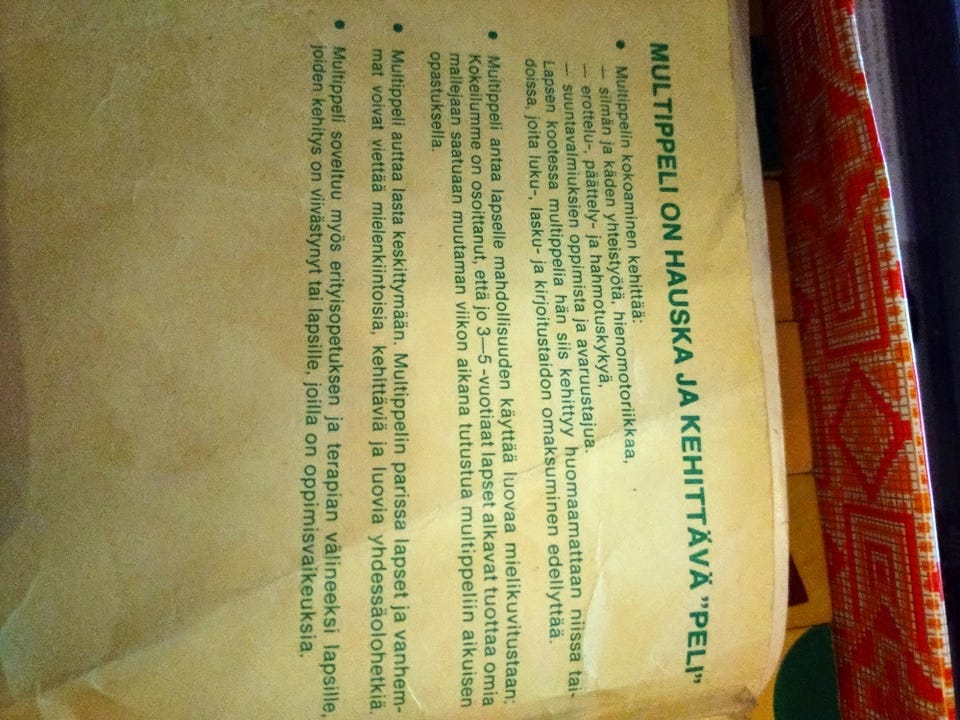 MULTIPPELI ON HAUSKA JA KEHITTÄVÄ "PELI"
• Multippelin kokoaminen kehittää:
— silmän ja käden yhteistyötä, hienomotoriikkaa,
— erottelu-, päättely- ja hahmotuskykyä,
— suuntavalmiuksien oppimista ja avaruustajua.
Lapsen kootessa multippelia hän siis kehittyy huomaamattaan niissä tai-
doissa, joita luku-, lasku- ja kirjoitustaidon omaksuminen edellyttää.
• Multippeli antaa lapselle mahdollisuuden käyttää luovaa mielikuvitustaan:
Kokeilumme on osoittanut, että jo 3—5 -vuotiaat lapset alkavat tuottaa omia
mallejaan saatuaan muutaman viikon aikana tutustua multippeliin aikuisen
opastuksella.
• Multippeli auttaa lasta keskittymään. Multippelin parissa lapset ja vanhem-
mat voivat viettää mielenkiintoisia, kehittäviä ja luovia yhdessäolohetkiä.
• Multippeli soveltuu myös erityisopetuksen ja terapian välineeksi lapsille,
joiden kehitys on viivästynyt tai lapsille, joilla on oppimisvaikeuksia.